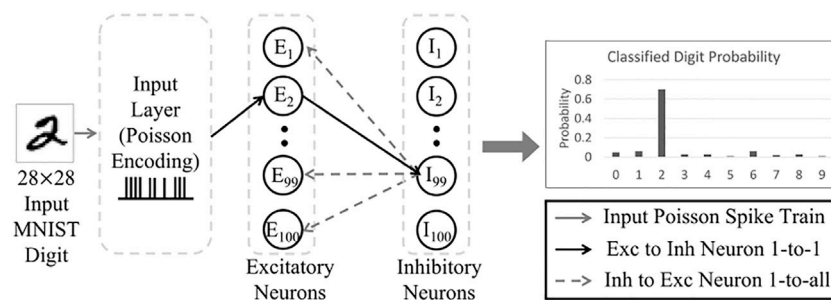 Input
Layer
(Poisson
Encoding)
28×28
Input
MNIST
Digit
E1
E2
E99
E100
Excitatory
Neurons
I1
I2
I99
I100
Inhibitory
Neurons
Classified Digit Probability
Probability
0.8
0.6
0.4
0.2
0
0 1 2 3 4 5 6 7 8 9
Input Poisson Spike Train
Exc to Inh Neuron 1-to-1
Inh to Exc Neuron 1-to-all